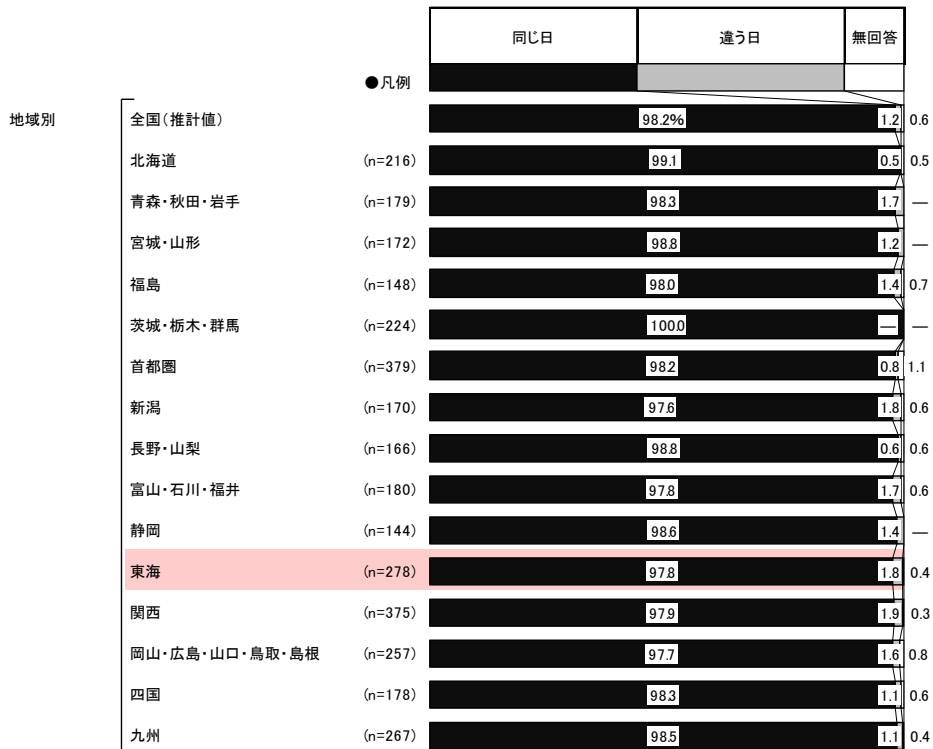 同じ日 違う日 無回答
●凡例
地域別 全国(推計値) 98.2% 1.2 0.6
北海道 (n=216) 99.1 0.5 0.5
青森・秋田・岩手 (n=179) 98.3 1.7 —
宮城・山形 (n=172) 98.8 1.2 —
福島 (n=148) 98.0 1.4 0.7
茨城・栃木・群馬 (n=224) 100.0 — —
首都圏 (n=379) 98.2 0.8 1.1
新潟 (n=170) 97.6 1.8 0.6
長野・山梨 (n=166) 98.8 0.6 0.6
富山・石川・福井 (n=180) 97.8 1.7 0.6
静岡 (n=144) 98.6 1.4 —
東海 (n=278) 97.8 1.8 0.4
関西 (n=375) 97.9 1.9 0.3
岡山・広島・山口・鳥取・島根 (n=257) 97.7 1.6 0.8
四国 (n=178) 98.3 1.1 0.6
九州 (n=267) 98.5 1.1 0.4